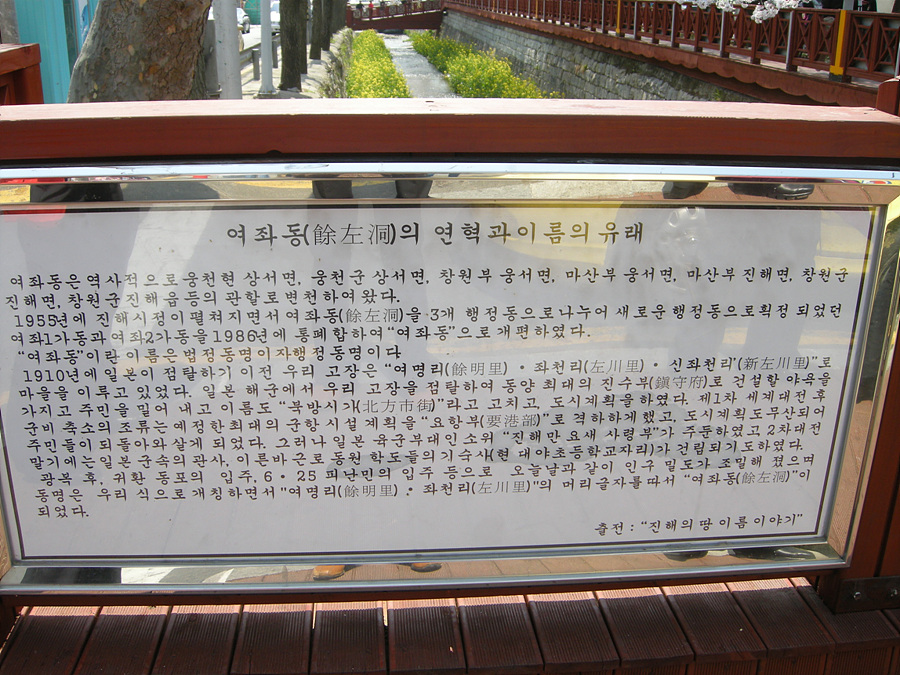 여좌동(餘左洞)의 연혁과이름의유래
여좌동은역사적으로웅천현 상서면, 웅천군 상서면, 창원부 웅서면, 마산부 웅서면, 마산부 진해면, 창원군
진해면, 창원군 진해 읍등의 관할로변천하여 왔다.
1955년에 진해시정이 펼쳐지면서여좌동(餘左洞)을 3개 행정동으로나누어 새로운행정동으로획정 되었던
여좌1가동과여좌2가동을1986년에 통폐합하여 “여좌동”으로 개편하였다.
“여좌동”이란 이름은법정동명이자행정동명이다
1910년에일본이 점탈하기 이전 우리 고장은 “여명리(餘明里) · 좌천리(左川里) · 신좌천리”(新左川里)”로
마을을 이루고 있었다. 일본 해군에서 우리 고장을 점탈하여 동양 최대의 진수부(鎭守府)로 건설할 야욕을
가지고 주민을 밀어 내고 이름도 “북방시가(北方市街)”라고 고치고, 도시계획을하였다. 제1차 세계대전 후
군비 축소의 조류는예정한최대의 군항 시설 계획을 “요항부(要港部)”로 격하하게했고, 도시계획도무산되어
주민들이되돌아와살게 되었다. 그러나 일본 육군부대인소위 “진해만 요새 사령부”가 주둔하였고 2차대전
말기에는일본군속의 관사, 이른바근로 동원 학도들의기숙사(현 대야초등학교자리)가 건립되기도하였다.
광복 후, 귀환 동포의 입주, 6 · 25 피난민의 입주 등으로 오늘날과 같이 인구 밀도가 조밀해 졌으며
동명은 우리 식으로개칭하면서"여명리(餘明里) · 좌천리(左川里)"의 머리글자를따서 “여좌동(餘左洞)”이
되었다.
출전 : “진해의 땅 이름 이야기”